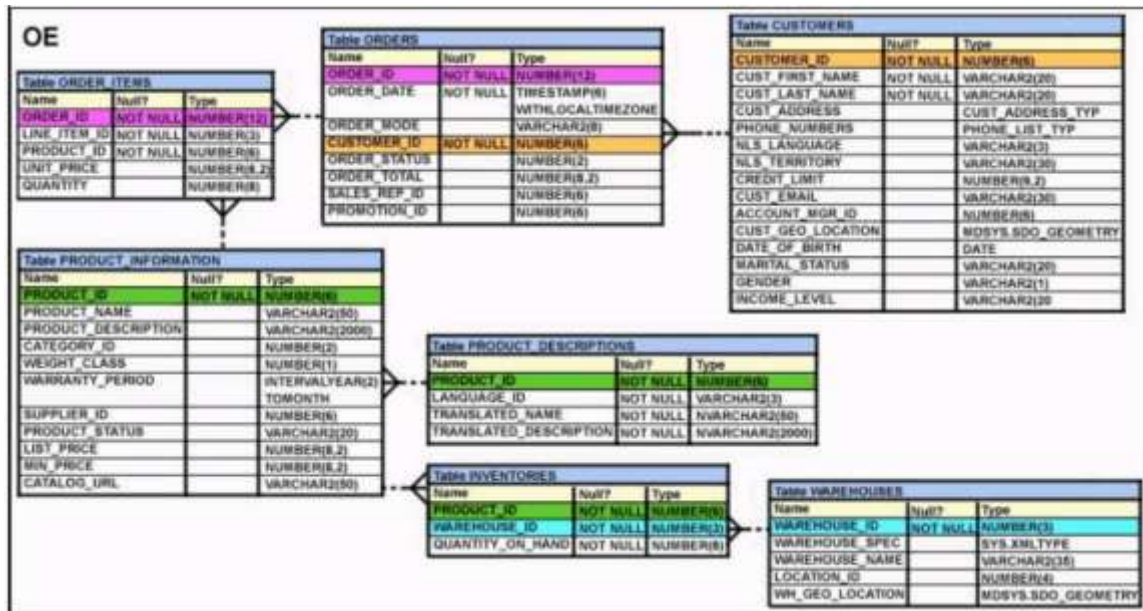 OE
Table ORDER_ITEMS
Name Null? Type
ORDER_ID NOT NULL NUMBER(12)
LINE_ITEM_ID NOT NULL NUMBER(3)
PRODUCT_ID NOT NULL NUMBER(6)
UNIT_PRICE NUMBER(8,2)
QUANTITY NUMBER(8)
Table ORDERS
Name Null? Type
ORDER_ID NOT NULL NUMBER(12)
ORDER_DATE NOT NULL TIMESTAMP(6)
WITHLOCALTIMEZONE
ORDER_MODE VARCHAR2(8)
CUSTOMER_ID NOT NULL NUMBER(6)
ORDER_STATUS NUMBER(2)
ORDER_TOTAL NUMBER(8,2)
SALES_REP_ID NUMBER(6)
PROMOTION_ID NUMBER(6)
Table CUSTOMERS
Name Null? Type
CUSTOMER_ID NOT NULL NUMBER(6)
CUST_FIRST_NAME NOT NULL VARCHAR2(20)
CUST_LAST_NAME NOT NULL VARCHAR2(20)
CUST_ADDRESS CUST_ADDRESS_TYP
PHONE_NUMBERS PHONE_LIST_TYP
NLS_LANGUAGE VARCHAR2(3)
NLS_TERRITORY VARCHAR2(30)
CREDIT_LIMIT NUMBER(9,2)
CUST_EMAIL VARCHAR2(30)
ACCOUNT_MGR_ID NUMBER(6)
CUST_GEO_LOCATION MDSYS.SDO_GEOMETRY
DATE_OF_BIRTH DATE
MARITAL_STATUS VARCHAR2(20)
GENDER VARCHAR2(1)
INCOME_LEVEL VARCHAR2(20
Table PRODUCT_INFORMATION
Name Null? Type
PRODUCT_ID NOT NULL NUMBER(6)
PRODUCT_NAME VARCHAR2(50)
PRODUCT_DESCRIPTION VARCHAR2(2000)
CATEGORY_ID NUMBER(2)
WEIGHT_CLASS NUMBER(1)
WARRANTY_PERIOD INTERVALYEAR(2)
TOMONTH
SUPPLIER_ID NUMBER(6)
PRODUCT_STATUS VARCHAR2(20)
LIST_PRICE NUMBER(8,2)
MIN_PRICE NUMBER(8,2)
CATALOG_URL VARCHAR2(50)
Table PRODUCT_DESCRIPTIONS
Name Null? Type
PRODUCT_ID NOT NULL NUMBER(6)
LANGUAGE_ID NOT NULL VARCHAR2(3)
TRANSLATED_NAME NOT NULL NVARCHAR2(50)
TRANSLATED_DESCRIPTION NOT NULL NVARCHAR2(2000)
Table INVENTORIES
Name Null? Type
PRODUCT_ID NOT NULL NUMBER(6)
WAREHOUSE_ID NOT NULL NUMBER(3)
QUANTITY_ON_HAND NOT NULL NUMBER(8)
Table WAREHOUSES
Name Null? Type
WAREHOUSE_ID NOT NULL NUMBER(3)
WAREHOUSE_SPEC SYS.XMLTYPE
WAREHOUSE_NAME VARCHAR2(35)
LOCATION_ID NUMBER(4)
WH_GEO_LOCATION MDSYS.SDO_GEOMETRY